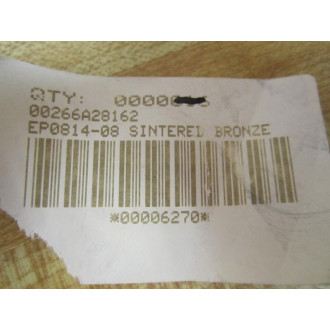 QTY: 0000
00266A28162
EP0814-08 SINTERED BRONZE
*00006270*